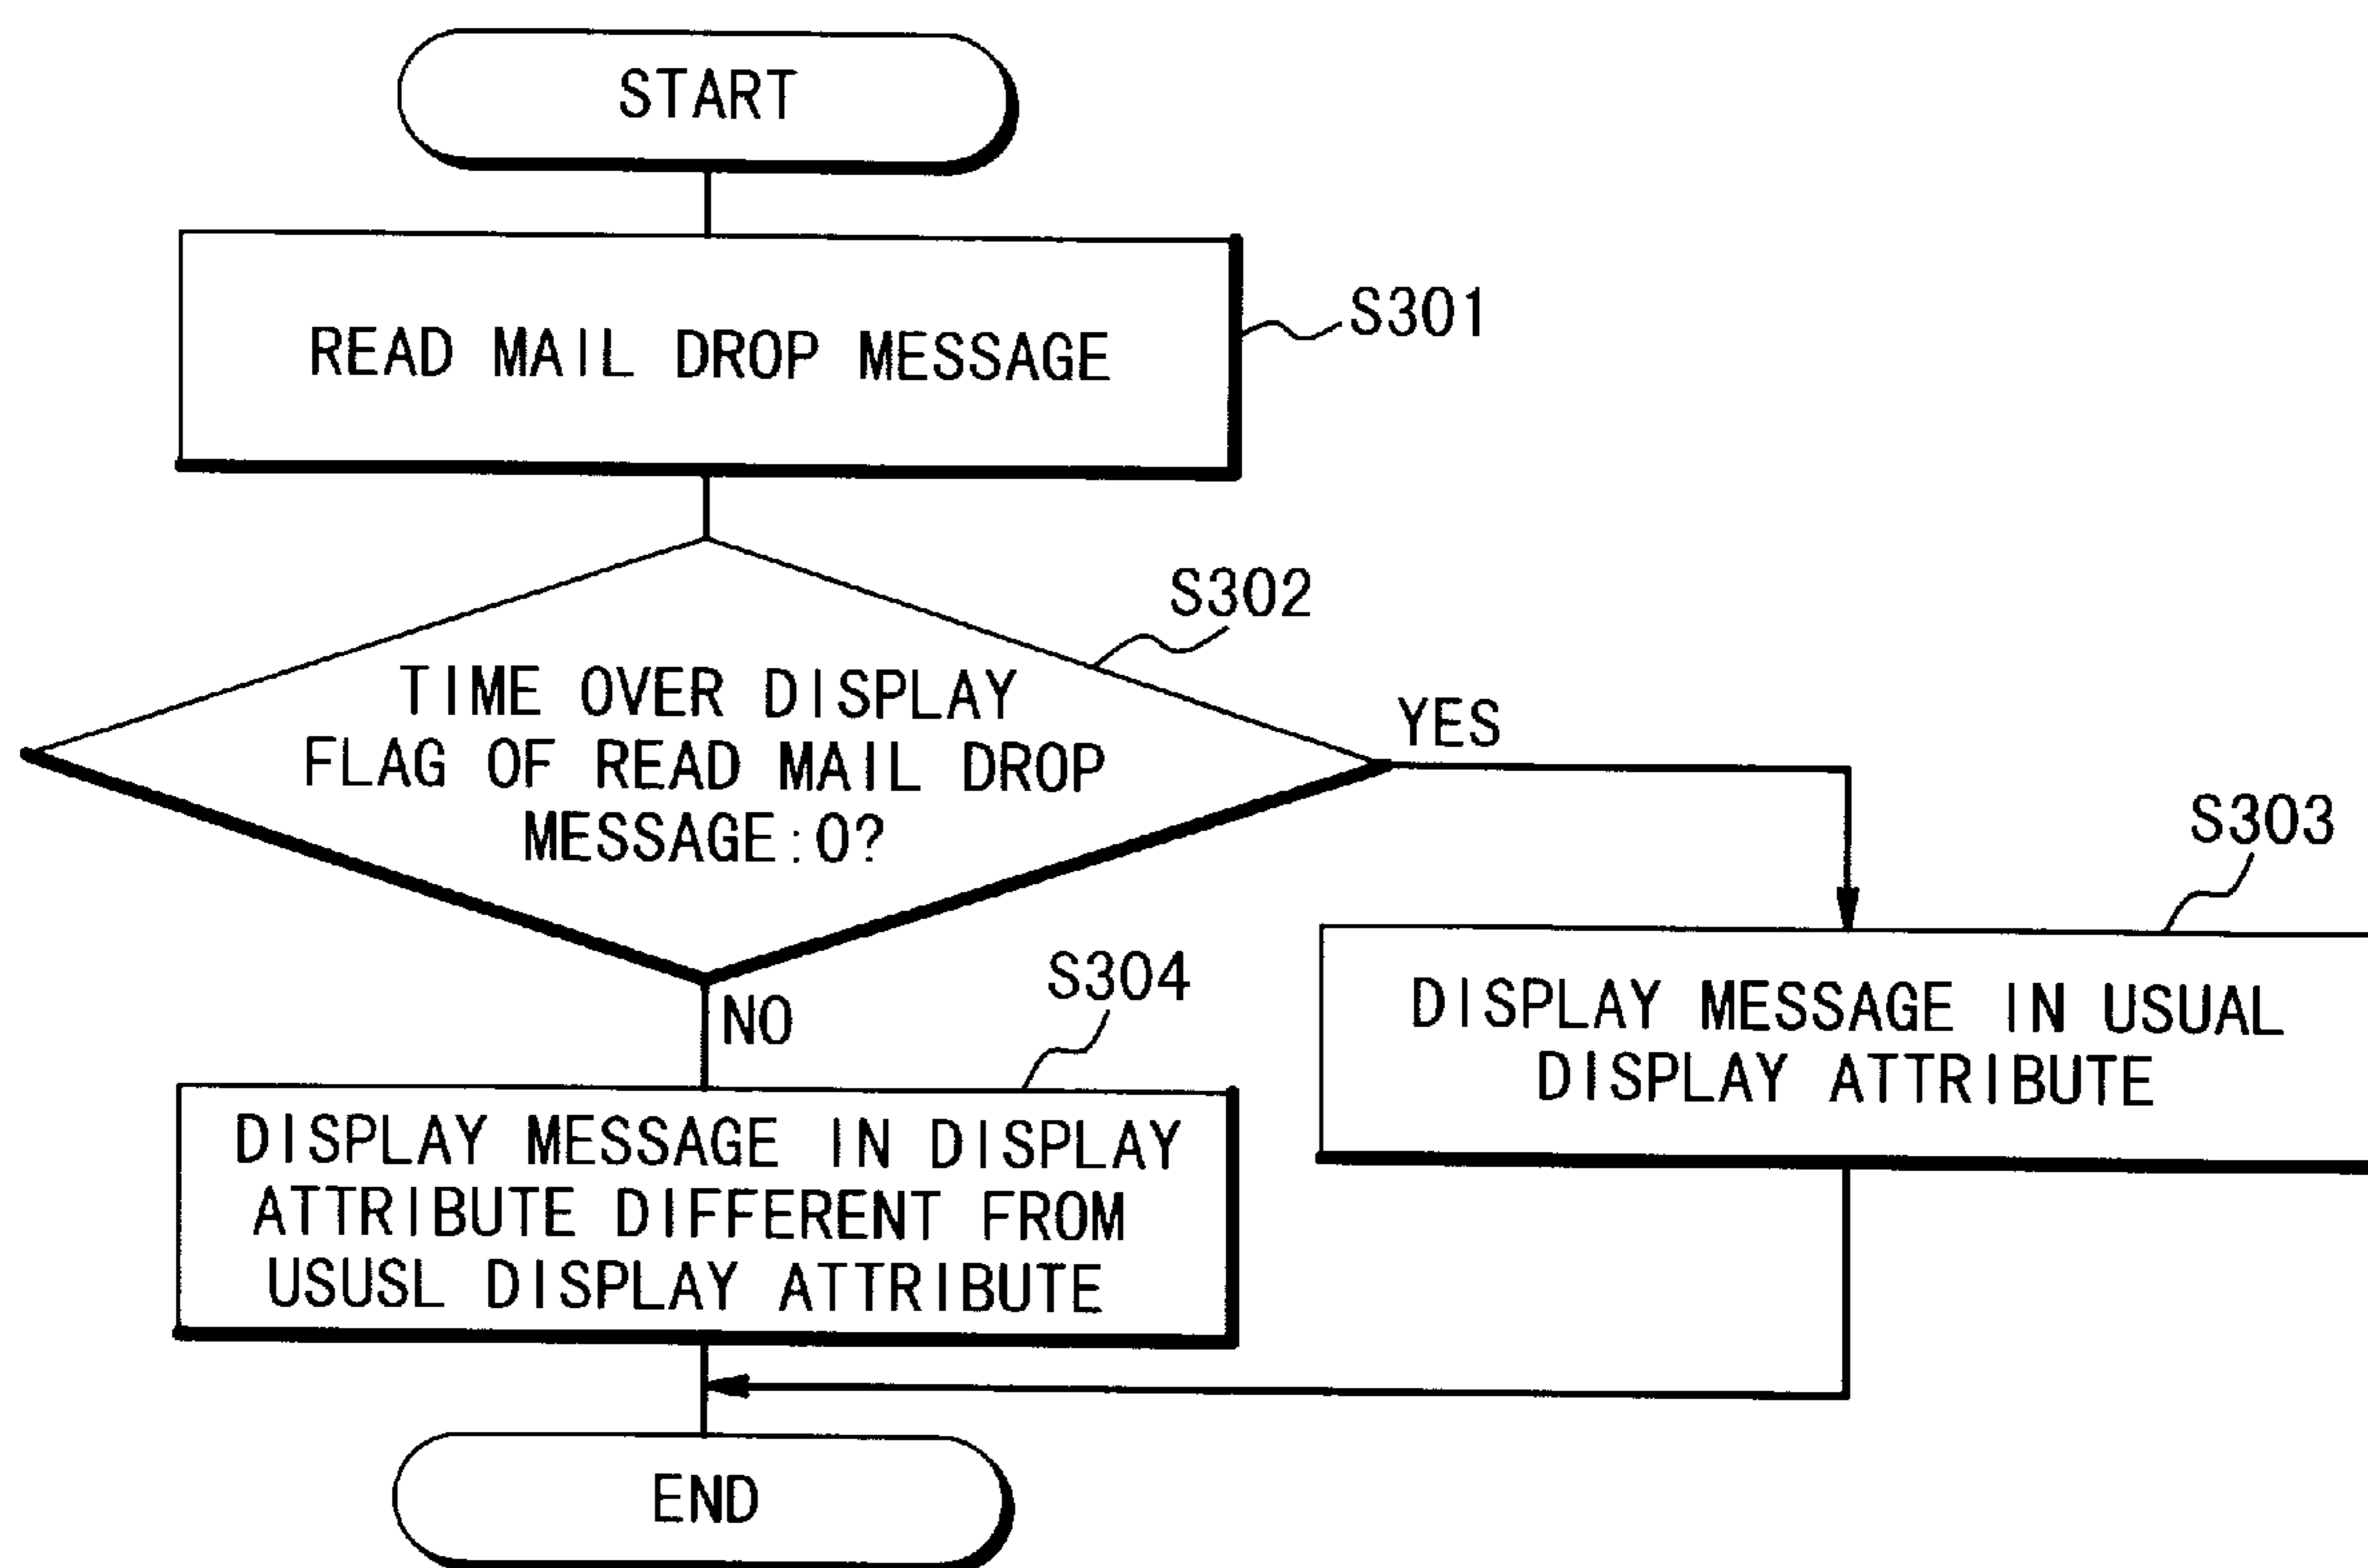 START
READ MAIL DROP MESSAGE
S301
S302
TIME OVER DISPLAY
FLAG OF READ MAIL DROP
MESSAGE:0?
YES
S303
DISPLAY MESSAGE IN USUAL
DISPLAY ATTRIBUTE
NO
S304
DISPLAY MESSAGE IN DISPLAY
ATTRIBUTE DIFFERENT FROM
USUSL DISPLAY ATTRIBUTE
END